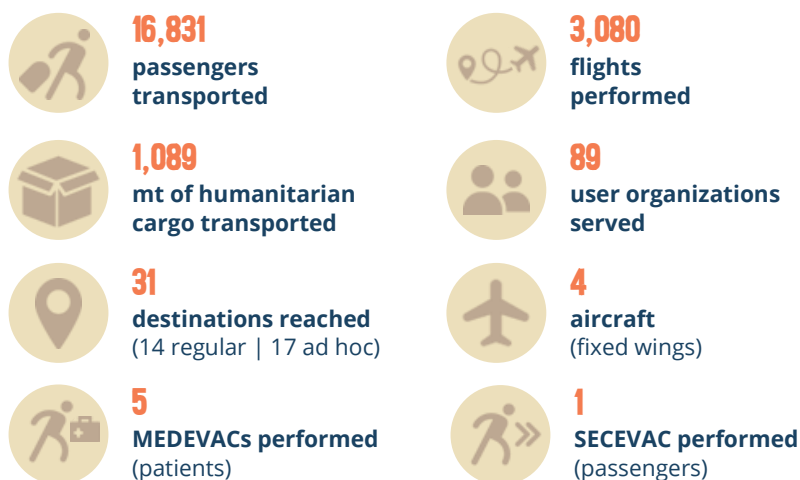 16,831
passengers
transported
3,080
flights
performed
1,089
mt of humanitarian
cargo transported
89
user organizations
served
31
destinations reached
(14 regular | 17 ad hoc)
4
aircraft
(fixed wings)
5
MEDEVACs performed
(patients)
1
SECEVAC performed
(passengers)